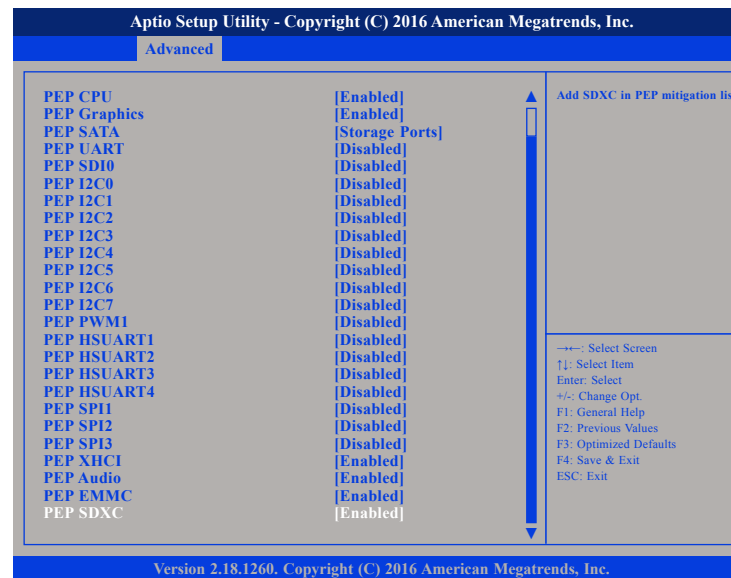 Aptio Setup Utility - Copyright (C) 2016 American Megatrends, Inc.
Advanced
PEP CPU [Enabled]
PEP Graphics [Enabled]
PEP SATA [Storage Ports]
PEP UART [Disabled]
PEP SDI0 [Disabled]
PEP I2C0 [Disabled]
PEP I2C1 [Disabled]
PEP I2C2 [Disabled]
PEP I2C3 [Disabled]
PEP I2C4 [Disabled]
PEP I2C5 [Disabled]
PEP I2C6 [Disabled]
PEP I2C7 [Disabled]
PEP PWM1 [Disabled]
PEP HSUART1 [Disabled]
PEP HSUART2 [Disabled]
PEP HSUART3 [Disabled]
PEP HSUART4 [Disabled]
PEP SPI1 [Disabled]
PEP SPI2 [Disabled]
PEP SPI3 [Disabled]
PEP XHCI [Enabled]
PEP Audio [Enabled]
PEP EMMC [Enabled]
PEP SDXC [Enabled]
Add SDXC in PEP mitigation lis
→←: Select Screen
↑↓: Select Item
Enter: Select
+/-: Change Opt.
F1: General Help
F2: Previous Values
F3: Optimized Defaults
F4: Save & Exit
ESC: Exit
Version 2.18.1260. Copyright (C) 2016 American Megatrends, Inc.